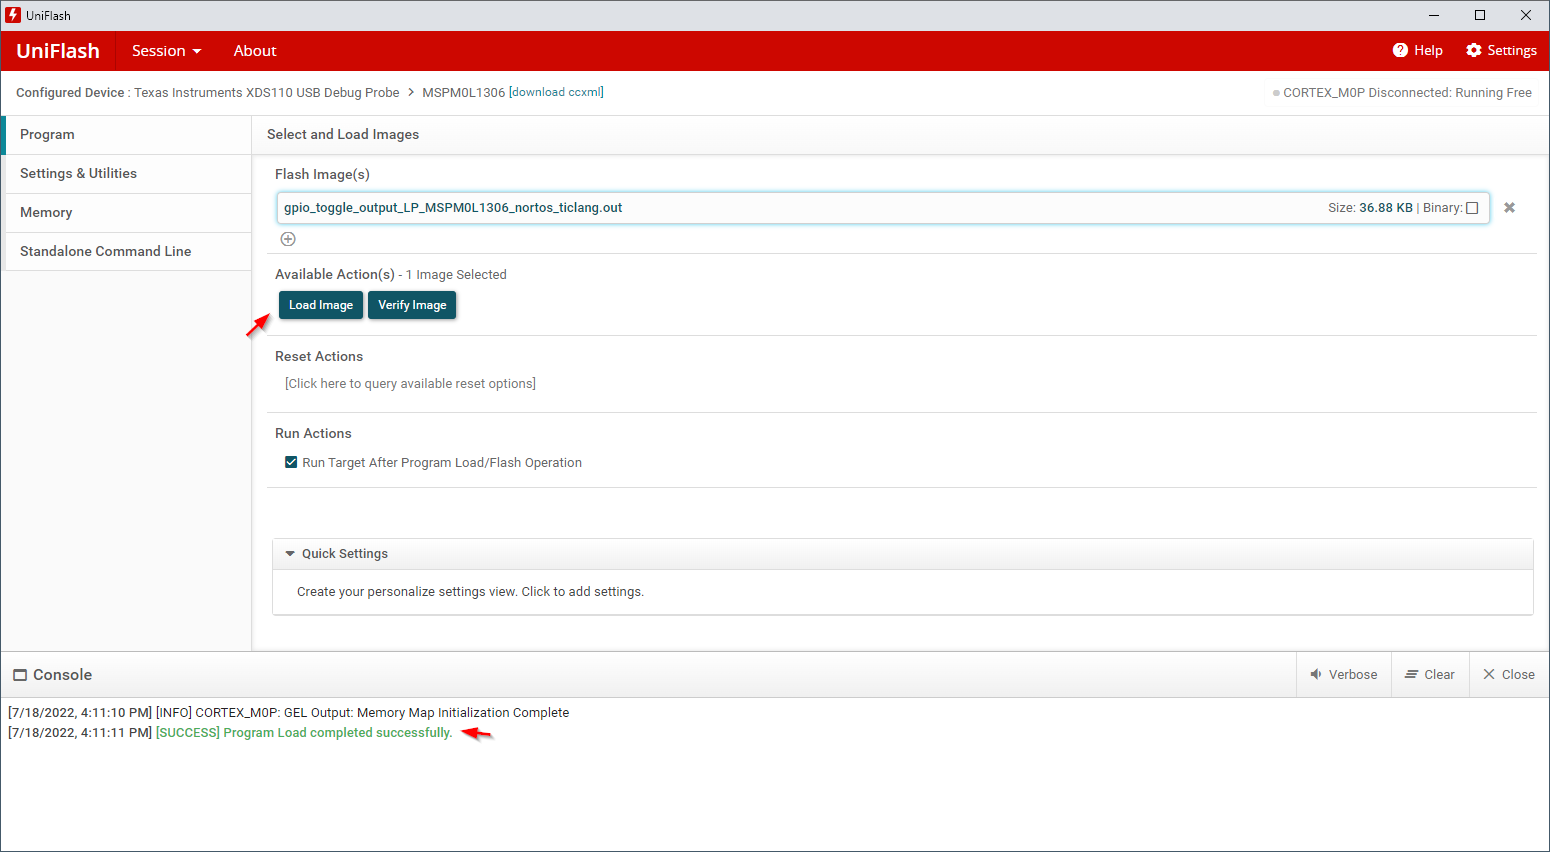 UniFlash
UniFlash Session About Help Settings
Configured Device : Texas Instruments XDS110 USB Debug Probe > MSPM0L1306 [download ccxml] CORTEX_M0P Disconnected: Running Free
Program
Settings & Utilities
Memory
Standalone Command Line
Select and Load Images
Flash Image(s)
gpio_toggle_output_LP_MSPM0L1306_nortos_ticlang.out Size: 36.88 KB | Binary:
Available Action(s) - 1 Image Selected
Load Image Verify Image
Reset Actions
[Click here to query available reset options]
Run Actions
Run Target After Program Load/Flash Operation
Quick Settings
Create your personalize settings view. Click to add settings.
Console Verbose Clear Close
[7/18/2022, 4:11:10 PM] [INFO] CORTEX_M0P: GEL Output: Memory Map Initialization Complete
[7/18/2022, 4:11:11 PM] [SUCCESS] Program Load completed successfully.